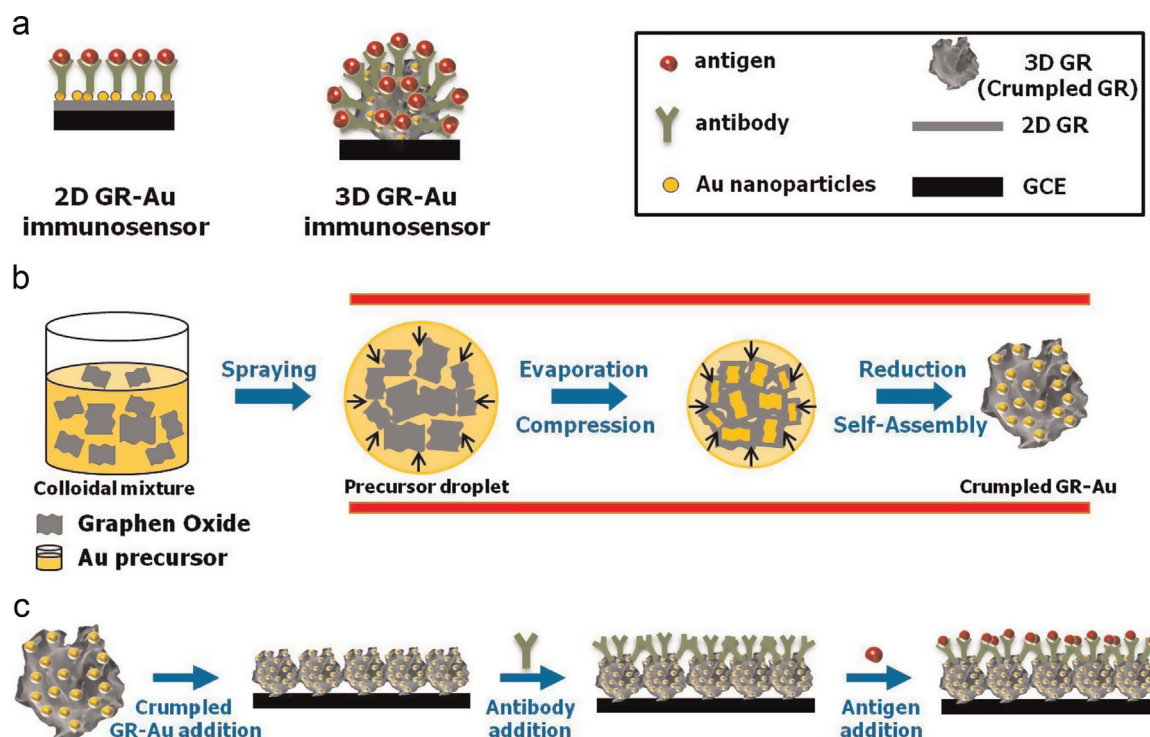 a
2D GR-Au
immunosensor
3D GR-Au
immunosensor
antigen
antibody
Au nanoparticles
3D GR
(Crumpled GR)
2D GR
GCE
b
Colloidal mixture
Graphen Oxide
Au precursor
Spraying
Precursor droplet
Evaporation
Compression
Reduction
Self-Assembly
Crumpled GR-Au
c
Crumpled
GR-Au addition
Antibody
addition
Antigen
addition